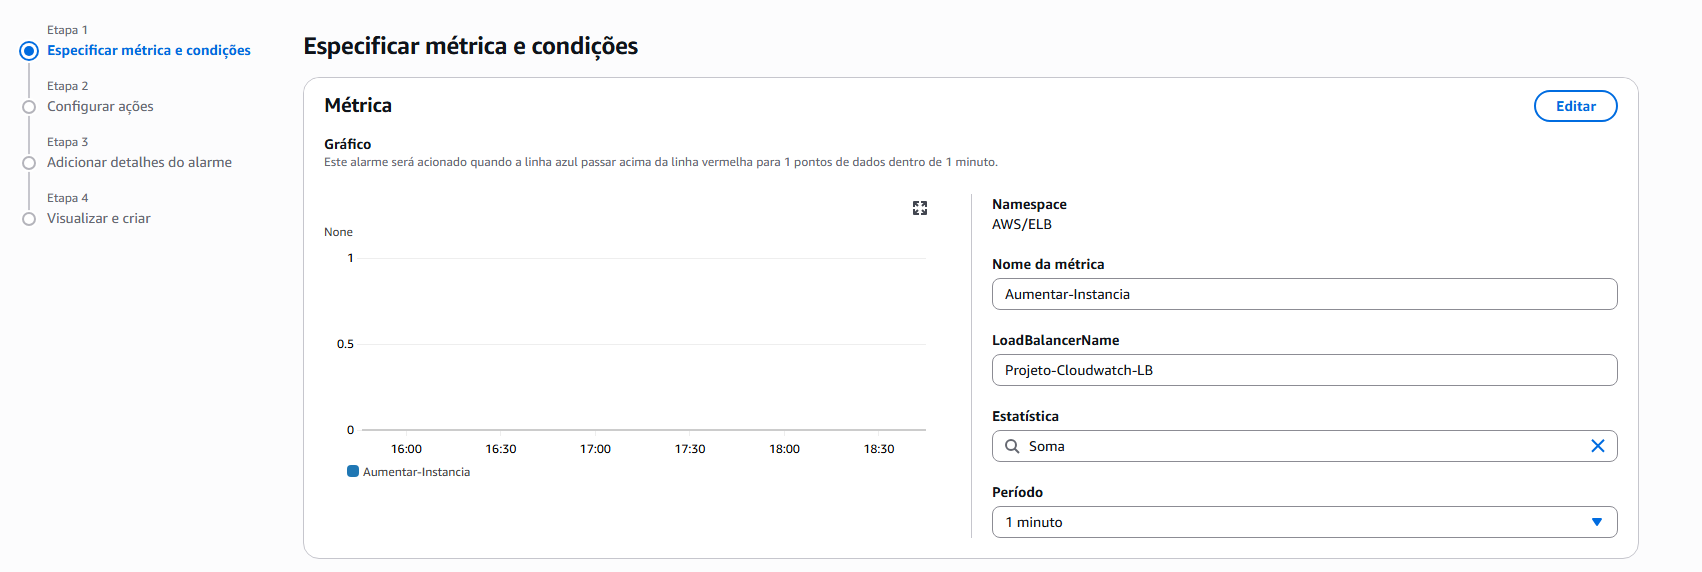 Etapa 1
Especificar métrica e condições
Etapa 2
Configurar ações
Etapa 3
Adicionar detalhes do alarme
Etapa 4
Visualizar e criar
Especificar métrica e condições
Métrica
Editar
Gráfico
Este alarme será acionado quando a linha azul passar acima da linha vermelha para 1 pontos de dados dentro de 1 minuto.
None
1
0.5
0
16:00 16:30 17:00 17:30 18:00 18:30
Aumentar-Instancia
Namespace
AWS/ELB
Nome da métrica
Aumentar-Instancia
LoadBalancerName
Projeto-Cloudwatch-LB
Estatística
Soma
Período
1 minuto